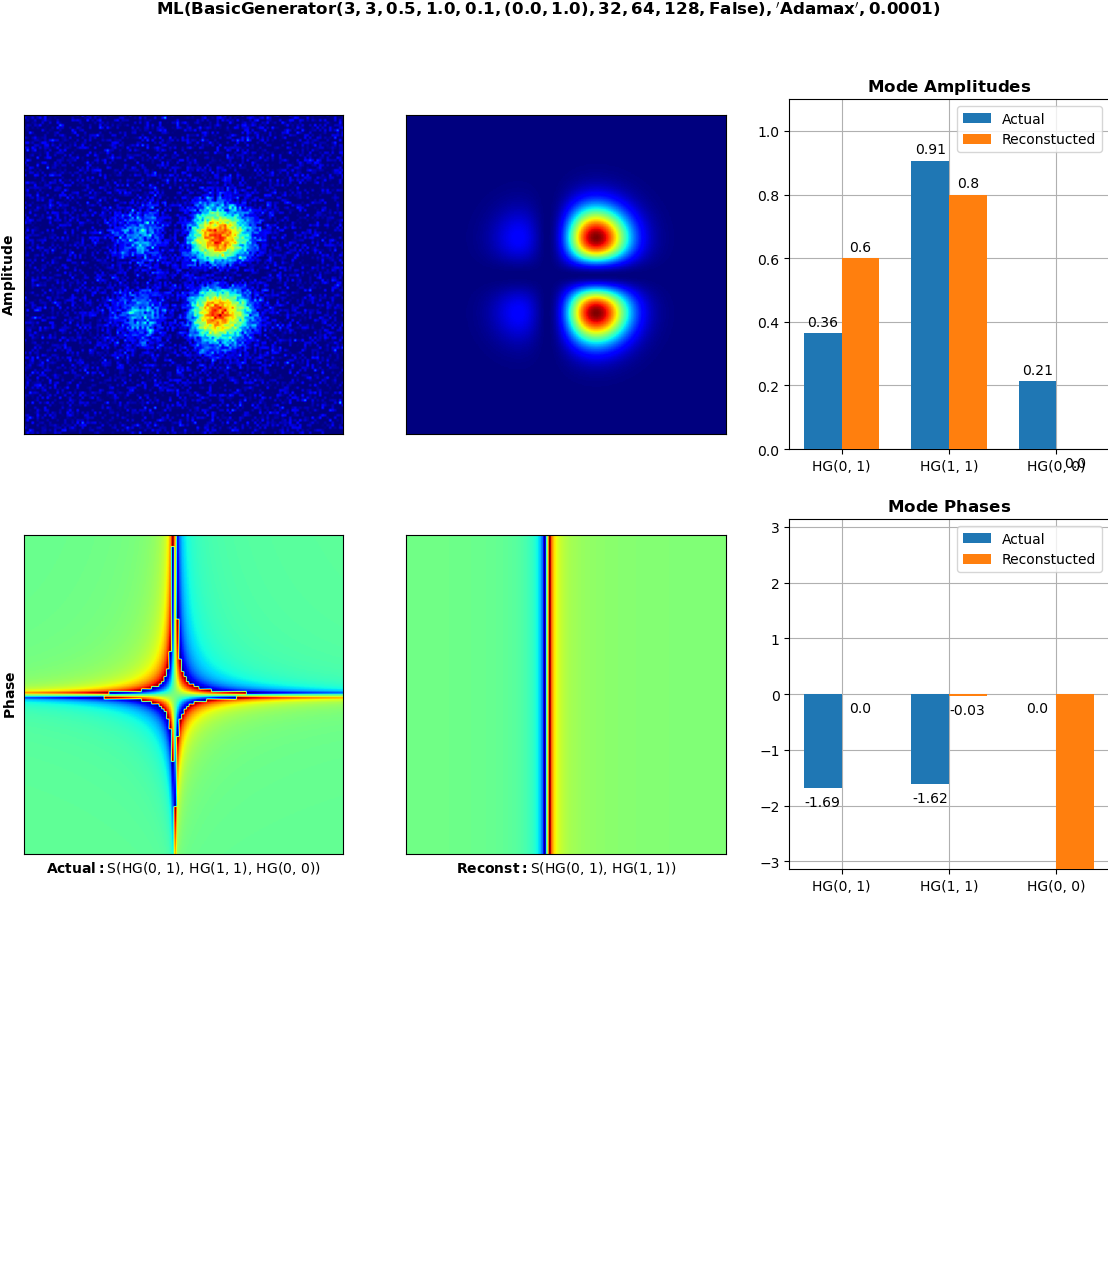 ML(BasicGenerator(3, 3, 0.5, 1.0, 0.1, (0.0, 1.0), 32, 64, 128, False), ′Adamax′, 0.0001)
Amplitude
Mode Amplitudes
Actual
Reconstucted
1.0
0.8
0.6
0.4
0.2
0.0
0.36
0.6
0.91
0.8
0.21
0.0
HG(0, 1)
HG(1, 1)
HG(0, 0)
Phase
Actual: S(HG(0, 1), HG(1, 1), HG(0, 0))
Reconst: S(HG(0, 1), HG(1, 1))
Mode Phases
Actual
Reconstucted
3
2
1
0
−1
−2
−3
-1.69
0.0
-1.62
-0.03
0.0
HG(0, 1)
HG(1, 1)
HG(0, 0)